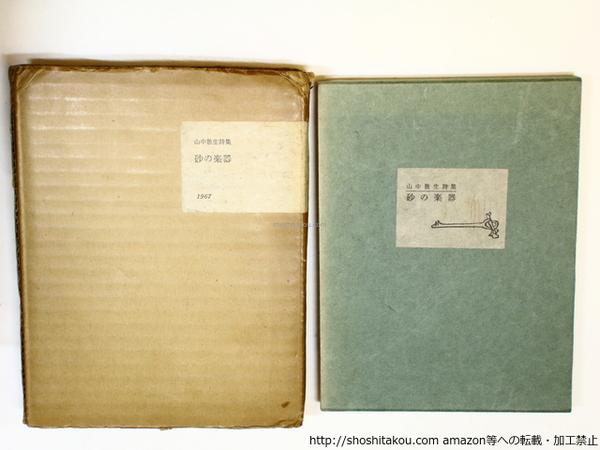 山中散生詩集
砂の楽器
1967
山中散生詩集
砂の楽器
http://shoshitakou.com amazon等への転載・加工禁止